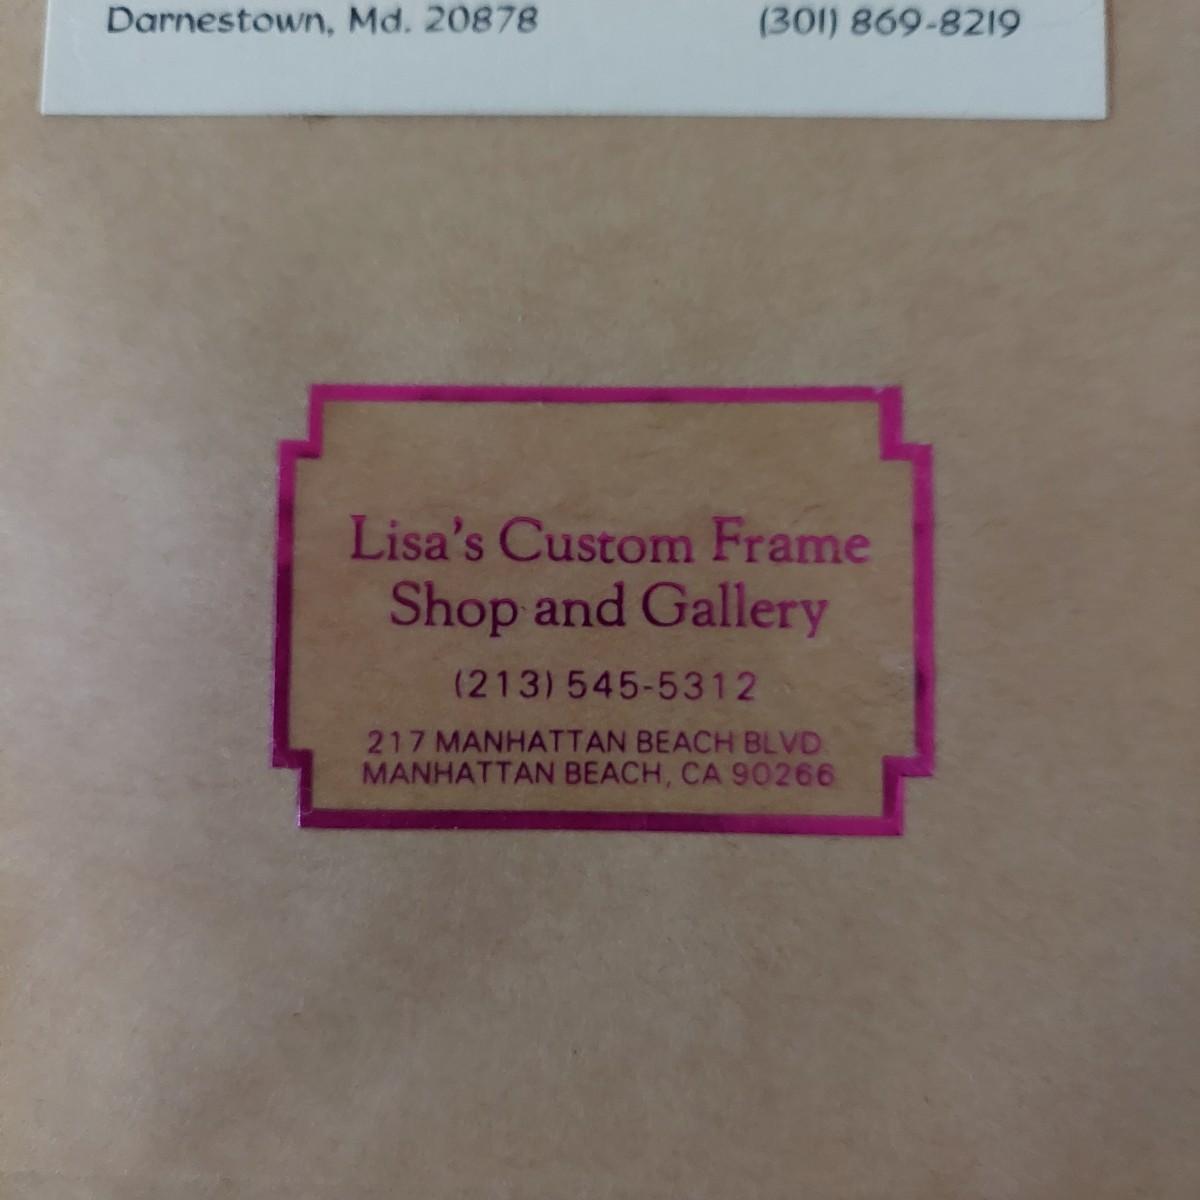 Darnestown, Md. 20878 (301) 869-8219
Lisa's Custom Frame
Shop and Gallery
(213) 545-5312
217 MANHATTAN BEACH BLVD.
MANHATTAN BEACH, CA 90266